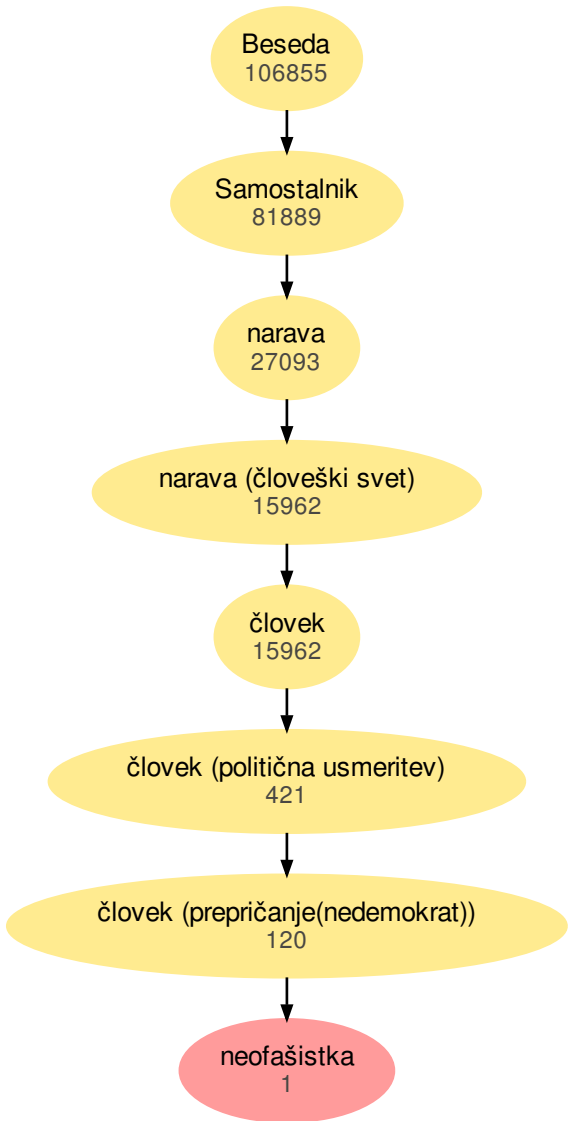 Beseda
106855
Samostalnik
81889
narava
27093
narava (človeški svet)
15962
človek
15962
človek (politična usmeritev)
421
človek (prepričanje(nedemokrat))
120
neofašistka
1